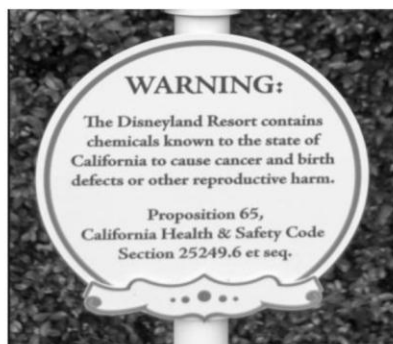 WARNING:
The Disneyland Resort contains
chemicals known to the state of
California to cause cancer and birth
defects or other reproductive harm.
Proposition 65,
California Health & Safety Code
Section 25249.6 et seq.